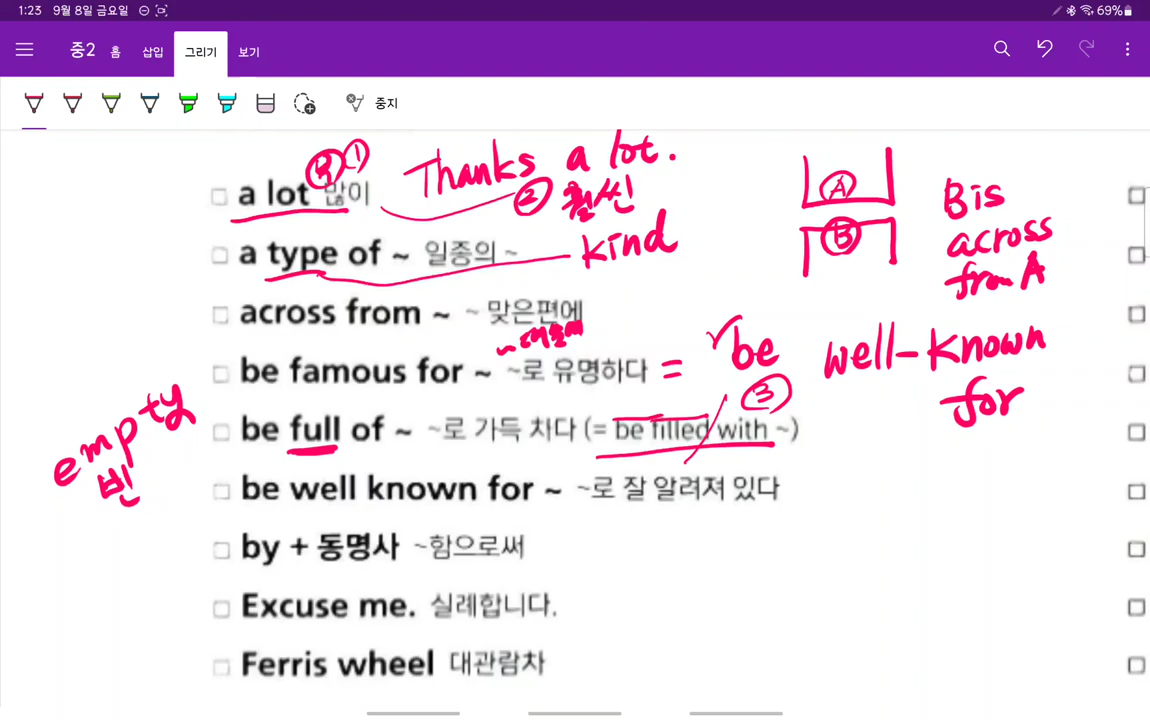 1:23 9월 8일 금요일 69%
중2 홈 삽입 그리기 보기
중지
① Thanks a lot.
a lot 많이 ② 훨씬
a type of ~ 일종의 ~ kind
A
B
B is
across
from A
across from ~ ~ 맞은편에
be famous for ~ ~로 유명하다 = be well-known
for
③
be full of ~ ~로 가득 차다 (= be filled with ~)
empty
빈
be well known for ~ ~로 잘 알려져 있다
by + 동명사 ~함으로써
Excuse me. 실례합니다.
Ferris wheel 대관람차